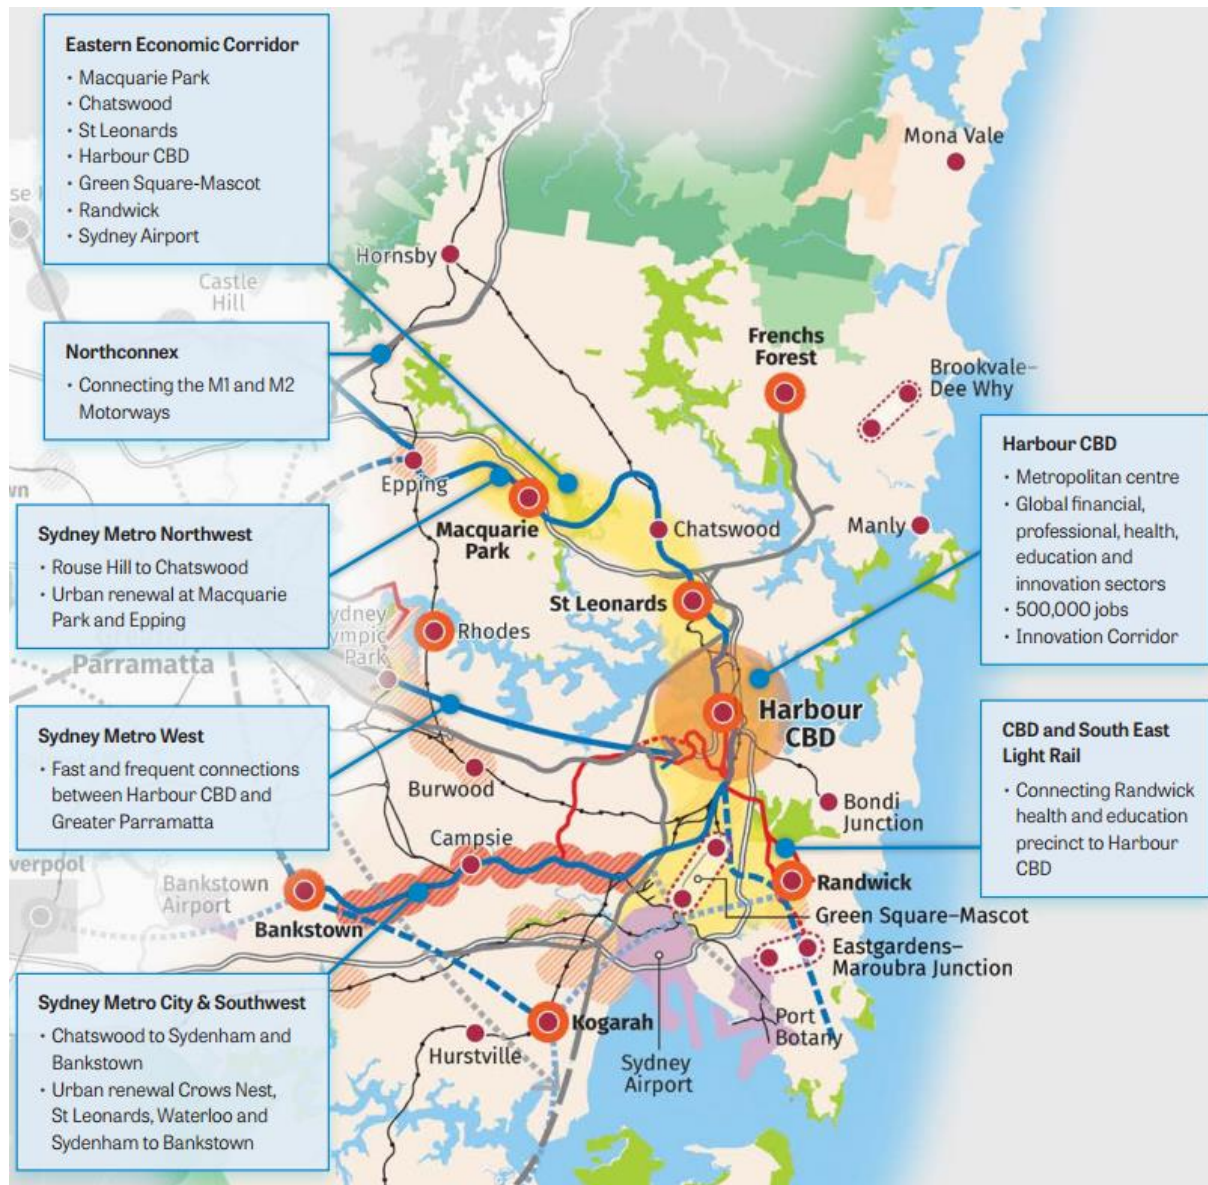 Eastern Economic Corridor
• Macquarie Park
• Chatswood
• St Leonards
• Harbour CBD
• Green Square-Mascot
• Randwick
• Sydney Airport
Mona Vale
Hornsby
Castle
Hill
Northconnex
• Connecting the M1 and M2
Motorways
Frenchs
Forest
Brookvale–
Dee Why
Epping
Macquarie
Park
Chatswood
Manly
Harbour CBD
• Metropolitan centre
• Global financial,
professional, health,
education and
innovation sectors
• 500,000 jobs
• Innovation Corridor
Sydney Metro Northwest
• Rouse Hill to Chatswood
• Urban renewal at Macquarie
Park and Epping
St Leonards
Rhodes
ydney
ympic
Park
Parramatta
Harbour
CBD
Sydney Metro West
• Fast and frequent connections
between Harbour CBD and
Greater Parramatta
CBD and South East
Light Rail
• Connecting Randwick
health and education
precinct to Harbour
CBD
Burwood
Bondi
Junction
Campsie
verpool
Bankstown
Airport
Bankstown
Randwick
Green Square–Mascot
Eastgardens–
Maroubra Junction
Sydney Metro City & Southwest
• Chatswood to Sydenham and
Bankstown
• Urban renewal Crows Nest,
St Leonards, Waterloo and
Sydenham to Bankstown
Kogarah
Hurstville
Port
Botany
Sydney
Airport